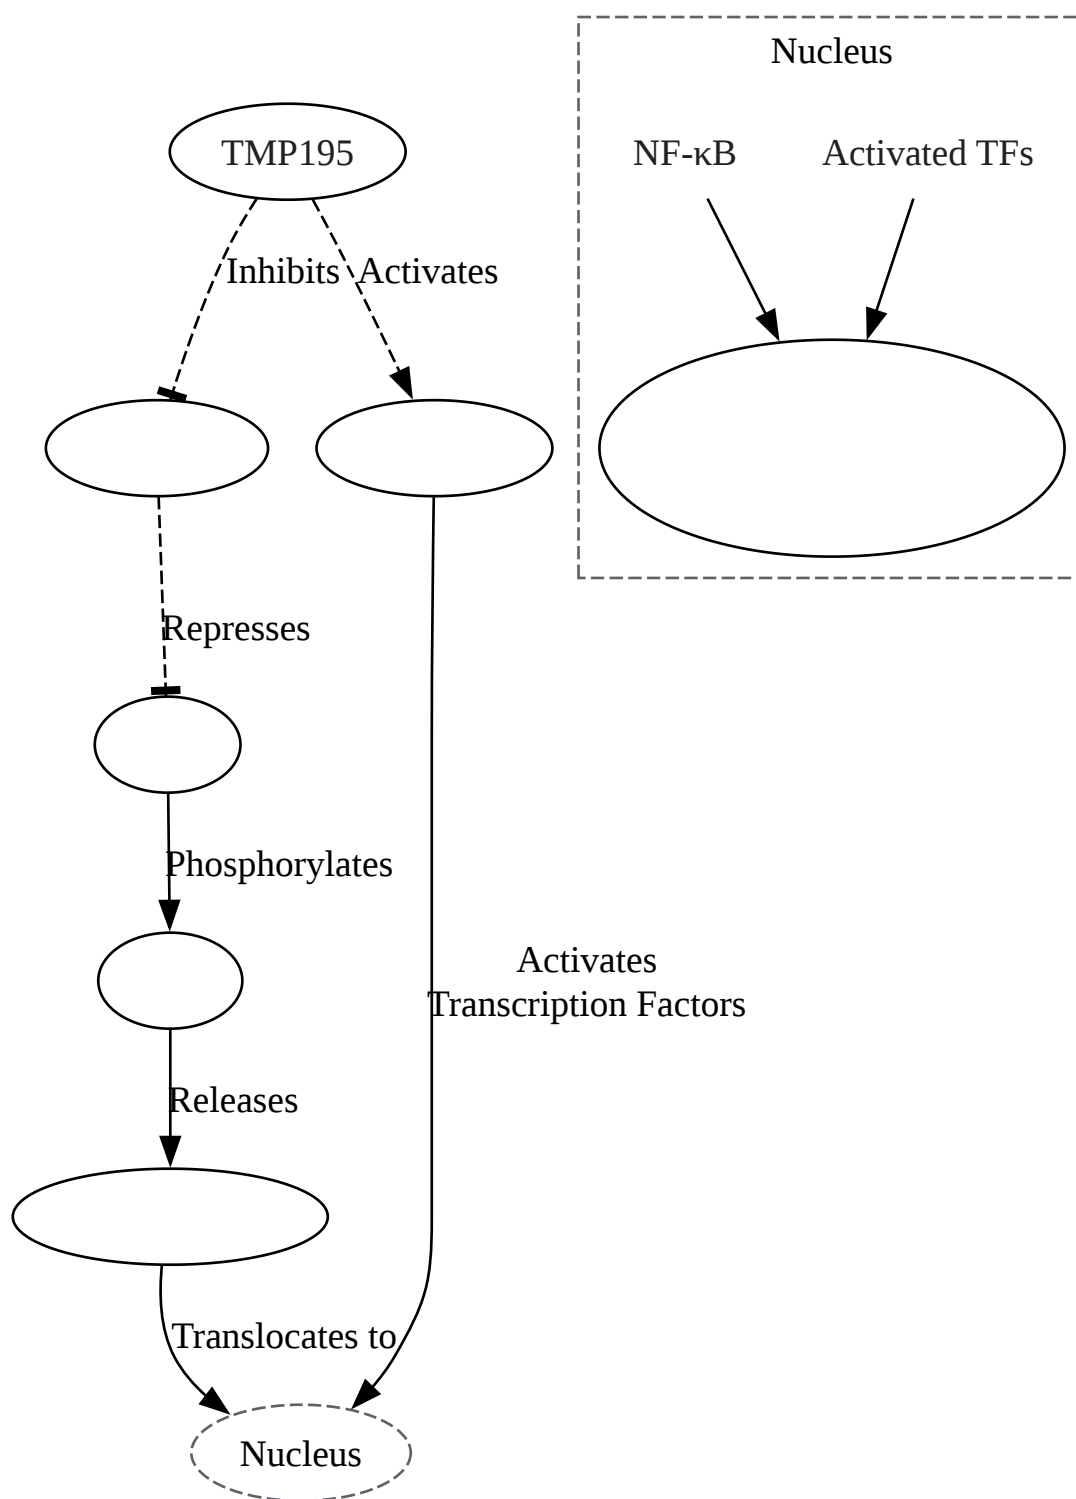 Nucleus
TMP195
NF-κB
Activated TFs
Inhibits
Activates
Represses
Phosphorylates
Activates
Transcription Factors
Releases
Translocates to
Nucleus